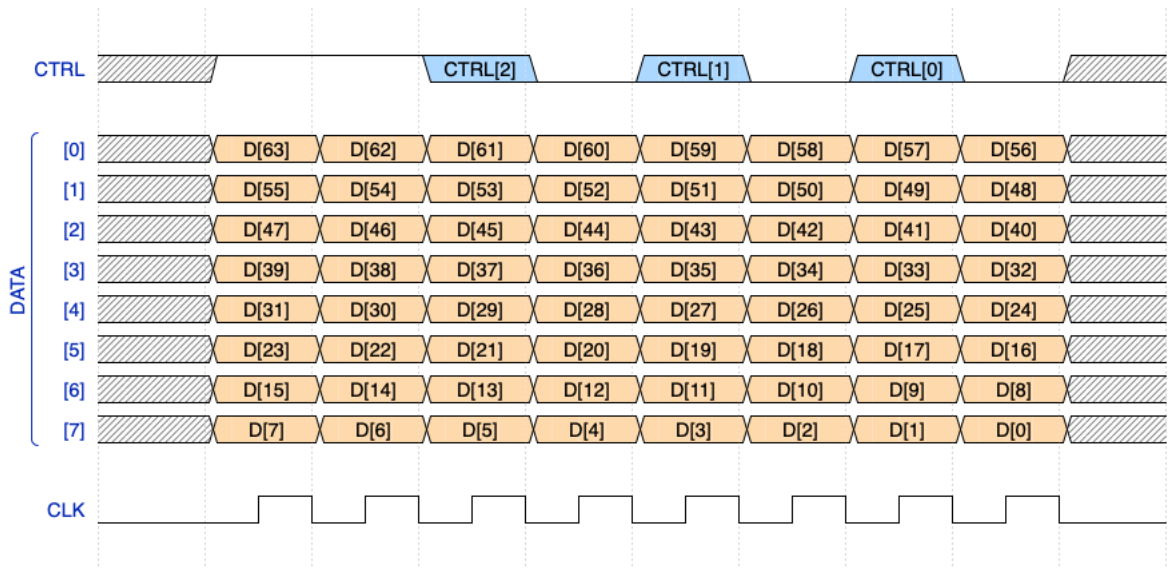 CTRL CTRL[2] CTRL[1] CTRL[0]
DATA
[0] D[63] D[62] D[61] D[60] D[59] D[58] D[57] D[56]
[1] D[55] D[54] D[53] D[52] D[51] D[50] D[49] D[48]
[2] D[47] D[46] D[45] D[44] D[43] D[42] D[41] D[40]
[3] D[39] D[38] D[37] D[36] D[35] D[34] D[33] D[32]
[4] D[31] D[30] D[29] D[28] D[27] D[26] D[25] D[24]
[5] D[23] D[22] D[21] D[20] D[19] D[18] D[17] D[16]
[6] D[15] D[14] D[13] D[12] D[11] D[10] D[9] D[8]
[7] D[7] D[6] D[5] D[4] D[3] D[2] D[1] D[0]
CLK